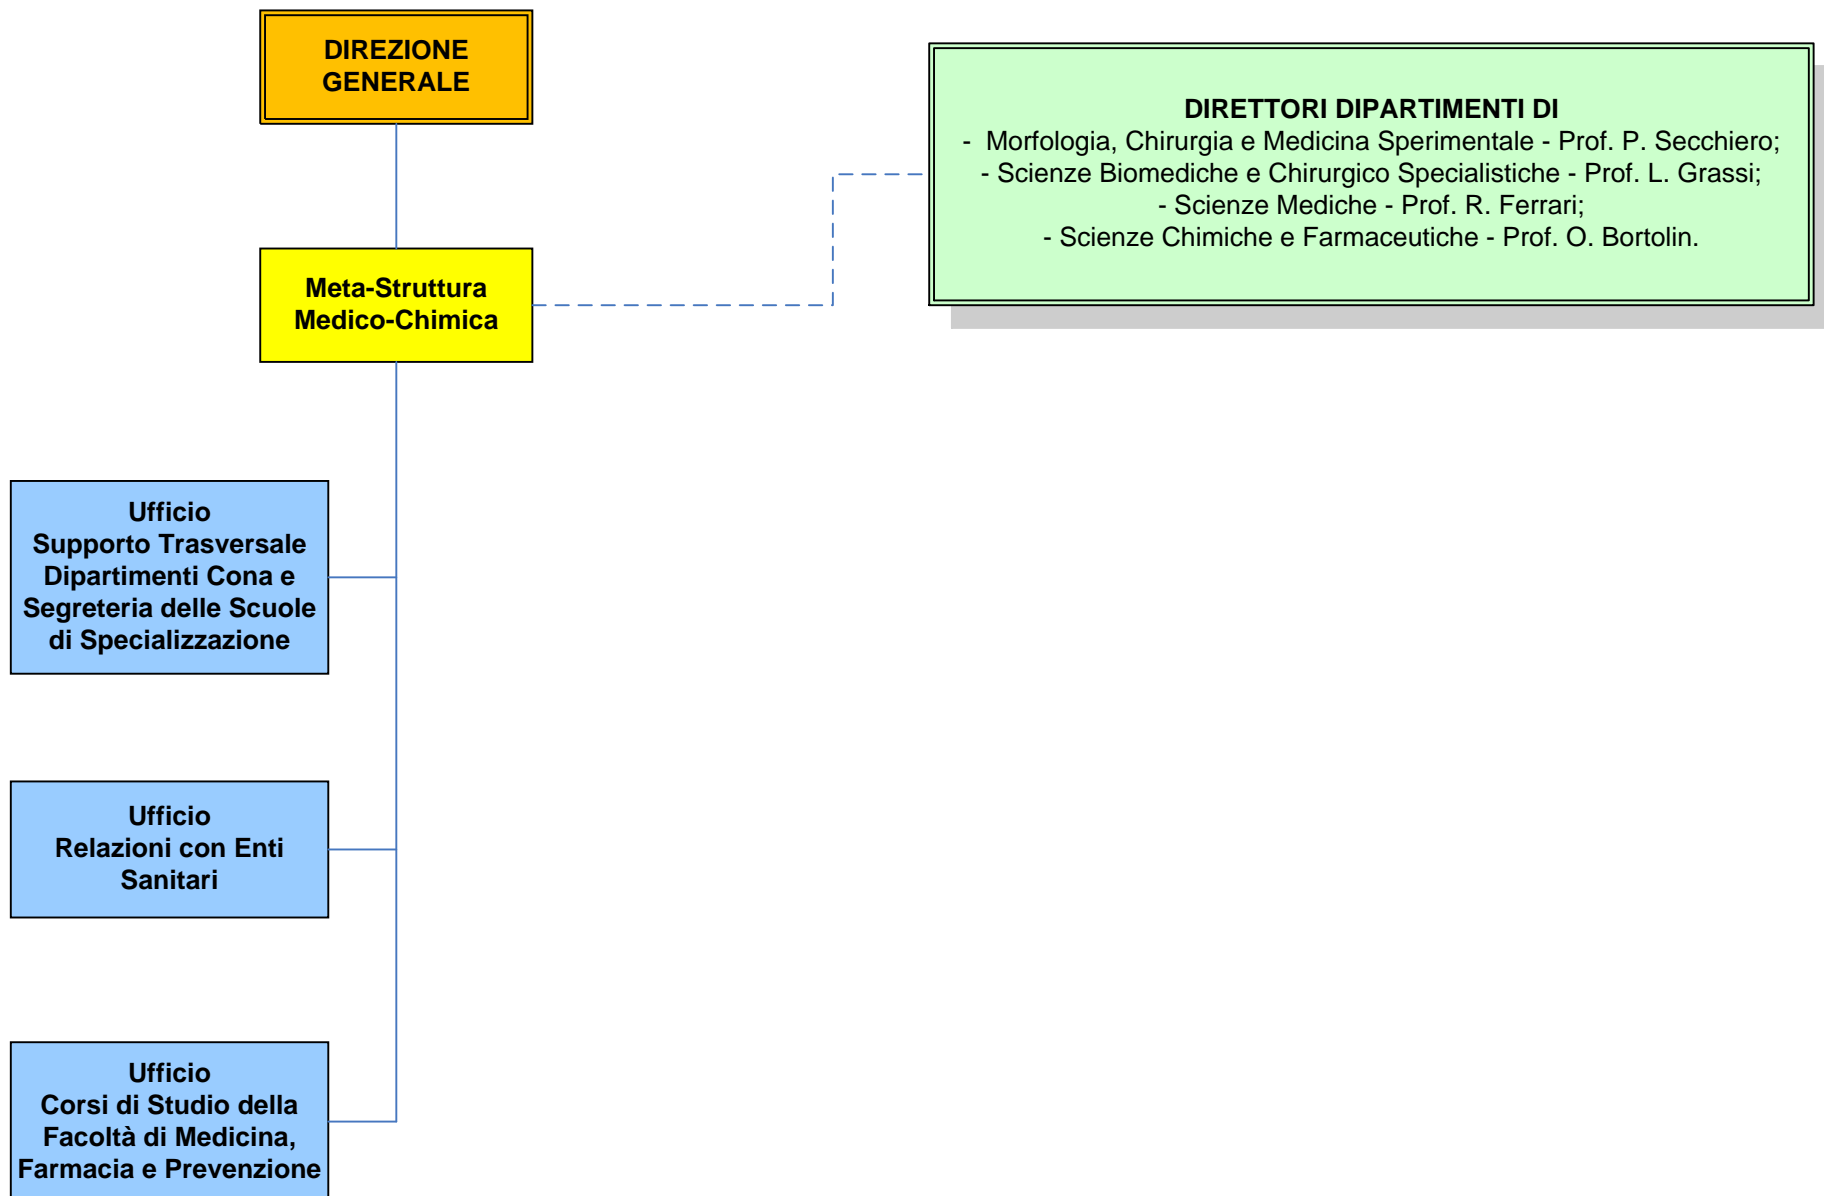 DIREZIONE
GENERALE
DIRETTORI DIPARTIMENTI DI
- Morfologia, Chirurgia e Medicina Sperimentale - Prof. P. Secchiero;
- Scienze Biomediche e Chirurgico Specialistiche - Prof. L. Grassi;
- Scienze Mediche - Prof. R. Ferrari;
- Scienze Chimiche e Farmaceutiche - Prof. O. Bortolin.
Meta-Struttura
Medico-Chimica
Ufficio
Supporto Trasversale
Dipartimenti Cona e
Segreteria delle Scuole
di Specializzazione
Ufficio
Relazioni con Enti
Sanitari
Ufficio
Corsi di Studio della
Facoltà di Medicina,
Farmacia e Prevenzione